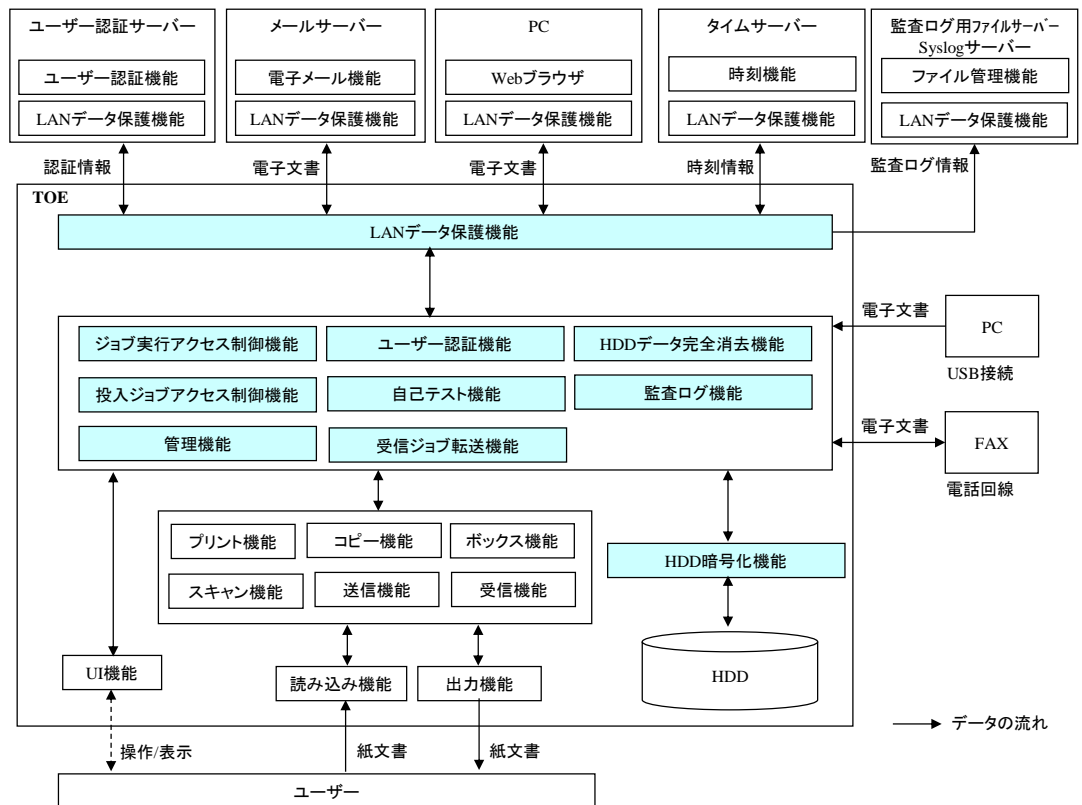 ユーザー認証サーバー
ユーザー認証機能
LANデータ保護機能
メールサーバー
電子メール機能
LANデータ保護機能
PC
Webブラウザ
LANデータ保護機能
タイムサーバー
時刻機能
LANデータ保護機能
監査ログ用ファイルサーバー
Syslogサーバー
ファイル管理機能
LANデータ保護機能
認証情報
電子文書
電子文書
時刻情報
監査ログ情報
TOE
LANデータ保護機能
ジョブ実行アクセス制御機能
ユーザー認証機能
HDDデータ完全消去機能
投入ジョブアクセス制御機能
自己テスト機能
監査ログ機能
管理機能
受信ジョブ転送機能
電子文書
PC
USB接続
電子文書
FAX
電話回線
プリント機能
コピー機能
ボックス機能
スキャン機能
送信機能
受信機能
HDD暗号化機能
HDD
UI機能
読み込み機能
出力機能
データの流れ
操作/表示
紙文書
紙文書
ユーザー